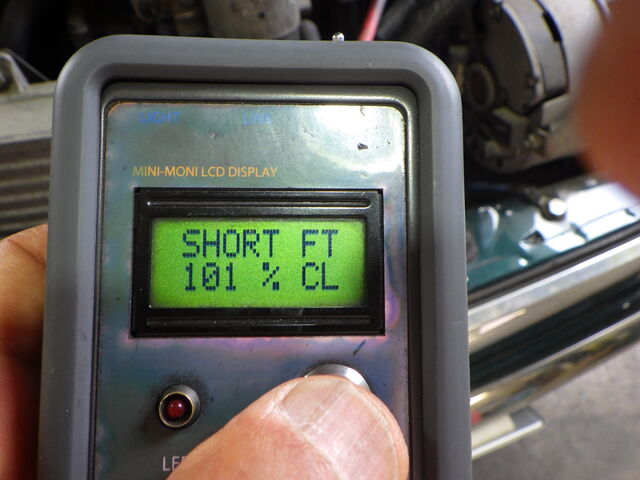 MINI-MONI LCD DISPLAY
SHORT FT
101 % CL